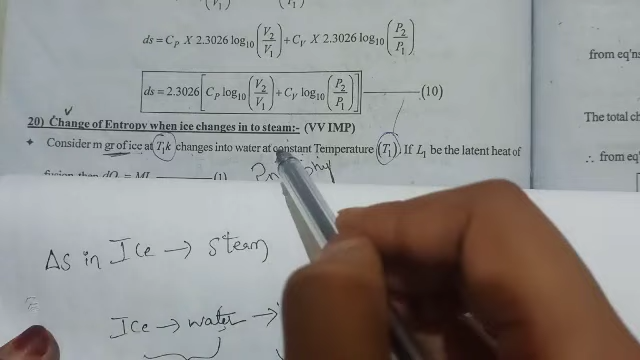 ds = C_P X 2.3026 log₁₀ (V₂/V₁) + C_V X 2.3026 log₁₀ (P₂/P₁)
from eq'ns
ds = 2.3026 [C_P log₁₀ (V₂/V₁) + C_V log₁₀ (P₂/P₁)] (10)
The total ch
20) Change of Entropy when ice changes in to steam:- (VV IMP)
Consider m gr of ice at T₁k changes into water at constant Temperature (T₁). If L₁ be the latent heat of
∴ from eq
(1)
ΔS in Ice → steam
Ice → water →